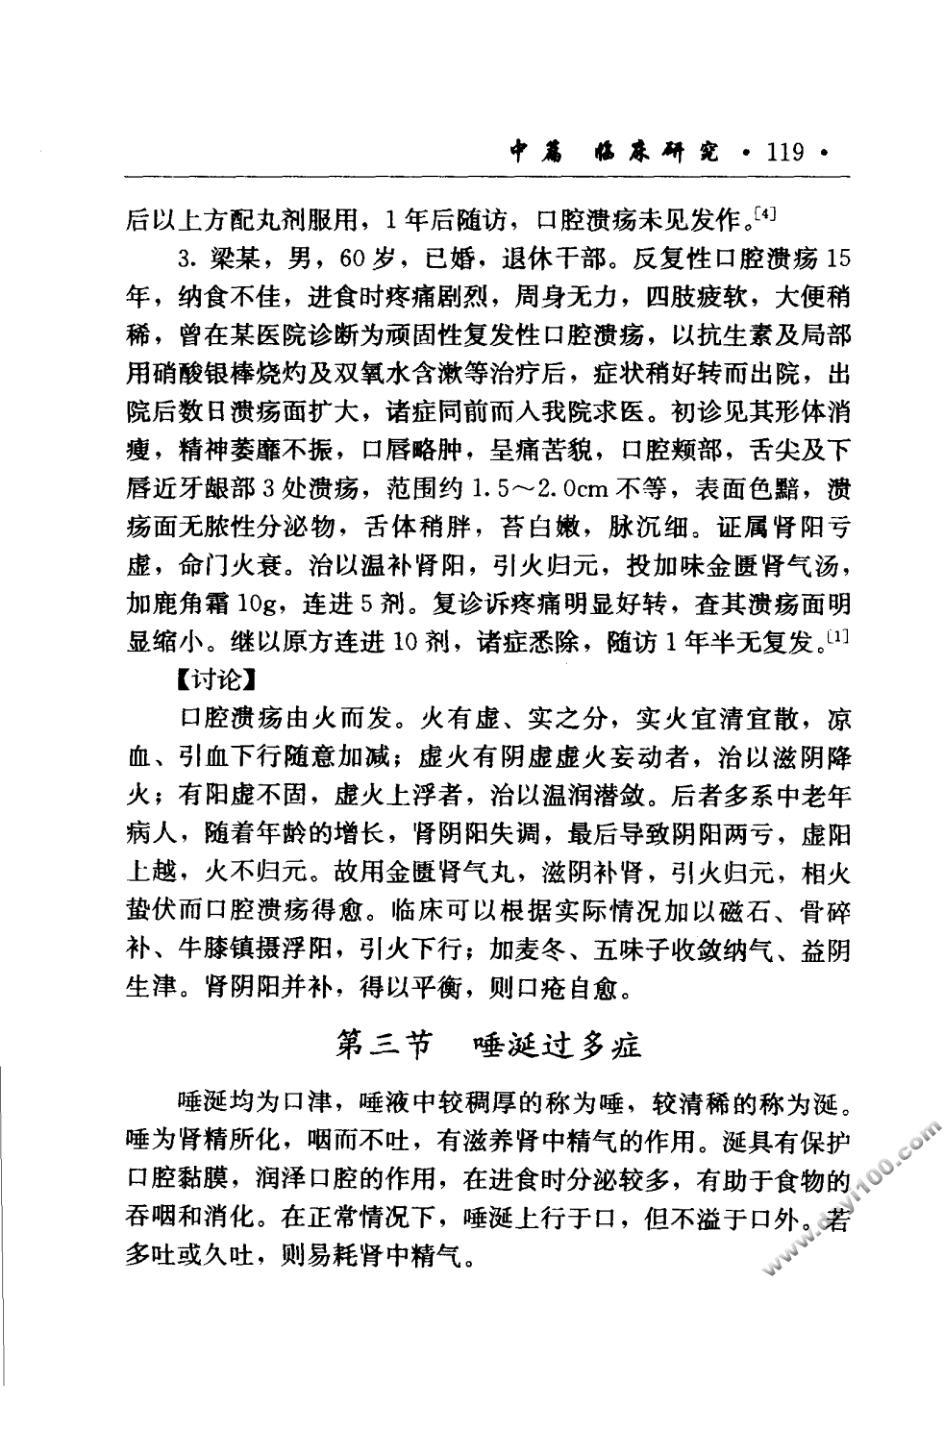 中篇 临床研究 · 119 ·
后以上方配丸剂服用，1年后随访，口腔溃疡未见发作。[4]
3. 梁某，男，60岁，已婚，退休干部。反复性口腔溃疡15
年，纳食不佳，进食时疼痛剧烈，周身无力，四肢疲软，大便稍
稀，曾在某医院诊断为顽固性复发性口腔溃疡，以抗生素及局部
用硝酸银棒烧灼及双氧水含漱等治疗后，症状稍好转而出院，出
院后数日溃疡面扩大，诸症同前而入我院求医。初诊见其形体消
瘦，精神萎靡不振，口唇略肿，呈痛苦貌，口腔颊部，舌尖及下
唇近牙龈部3处溃疡，范围约1.5～2.0cm不等，表面色黯，溃
疡面无脓性分泌物，舌体稍胖，苔白嫩，脉沉细。证属肾阳亏
虚，命门火衰。治以温补肾阳，引火归元，投加味金匮肾气汤，
加鹿角霜10g，连进5剂。复诊诉疼痛明显好转，查其溃疡面明
显缩小。继以原方连进10剂，诸症悉除，随访1年半无复发。[1]
【讨论】
口腔溃疡由火而发。火有虚、实之分，实火宜清宜散，凉
血、引血下行随意加减；虚火有阴虚虚火妄动者，治以滋阴降
火；有阳虚不固，虚火上浮者，治以温润潜敛。后者多系中老年
病人，随着年龄的增长，肾阴阳失调，最后导致阴阳两亏，虚阳
上越，火不归元。故用金匮肾气丸，滋阴补肾，引火归元，相火
蛰伏而口腔溃疡得愈。临床可以根据实际情况加以磁石、骨碎
补、牛膝镇摄浮阳，引火下行；加麦冬、五味子收敛纳气、益阴
生津。肾阴阳并补，得以平衡，则口疮自愈。
第三节 唾涎过多症
唾涎均为口津，唾液中较稠厚的称为唾，较清稀的称为涎。
唾为肾精所化，咽而不吐，有滋养肾中精气的作用。涎具有保护
口腔黏膜，润泽口腔的作用，在进食时分泌较多，有助于食物的
吞咽和消化。在正常情况下，唾涎上行于口，但不溢于口外。若
多吐或久吐，则易耗肾中精气。